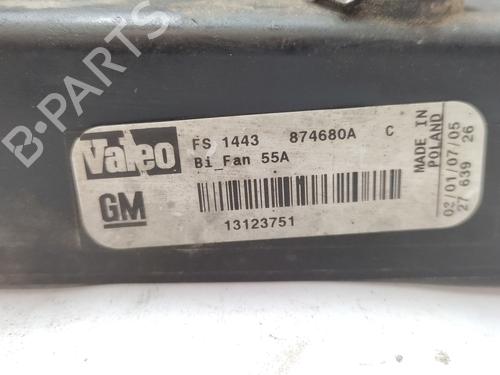 Valeo
FS 1443 874680A C
Bi_Fan 55A
GM
13123751
MADE IN
POLAND
02/01/07/05
27 639 26
B-PARTS